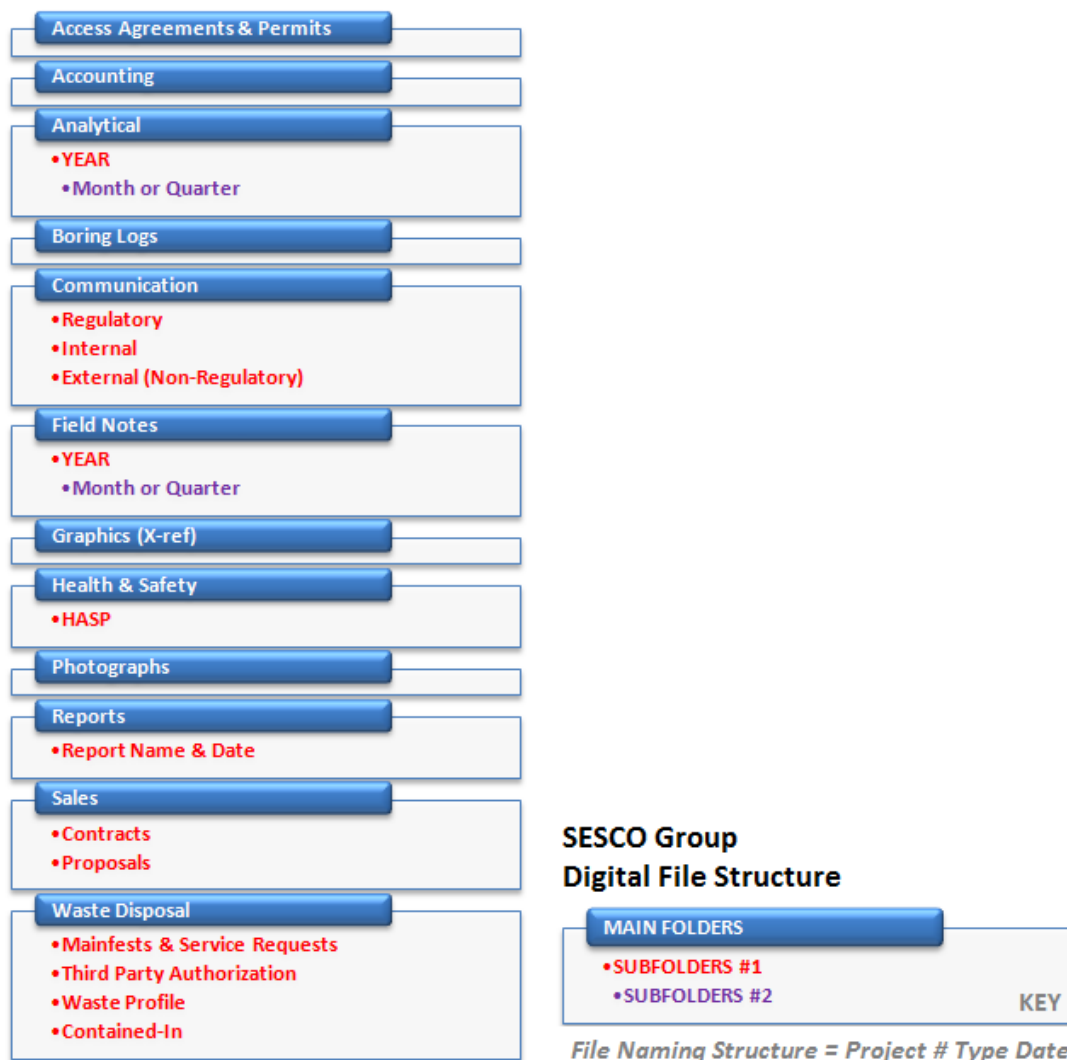 Access Agreements & Permits
Accounting
Analytical
•YEAR
•Month or Quarter
Boring Logs
Communication
•Regulatory
•Internal
•External (Non-Regulatory)
Field Notes
•YEAR
•Month or Quarter
Graphics (X-ref)
Health & Safety
•HASP
Photographs
Reports
•Report Name & Date
Sales
•Contracts
•Proposals
Waste Disposal
•Mainfests & Service Requests
•Third Party Authorization
•Waste Profile
•Contained-In
SESCO Group
Digital File Structure
MAIN FOLDERS
•SUBFOLDERS #1
•SUBFOLDERS #2
KEY
File Naming Structure = Project # Type Date